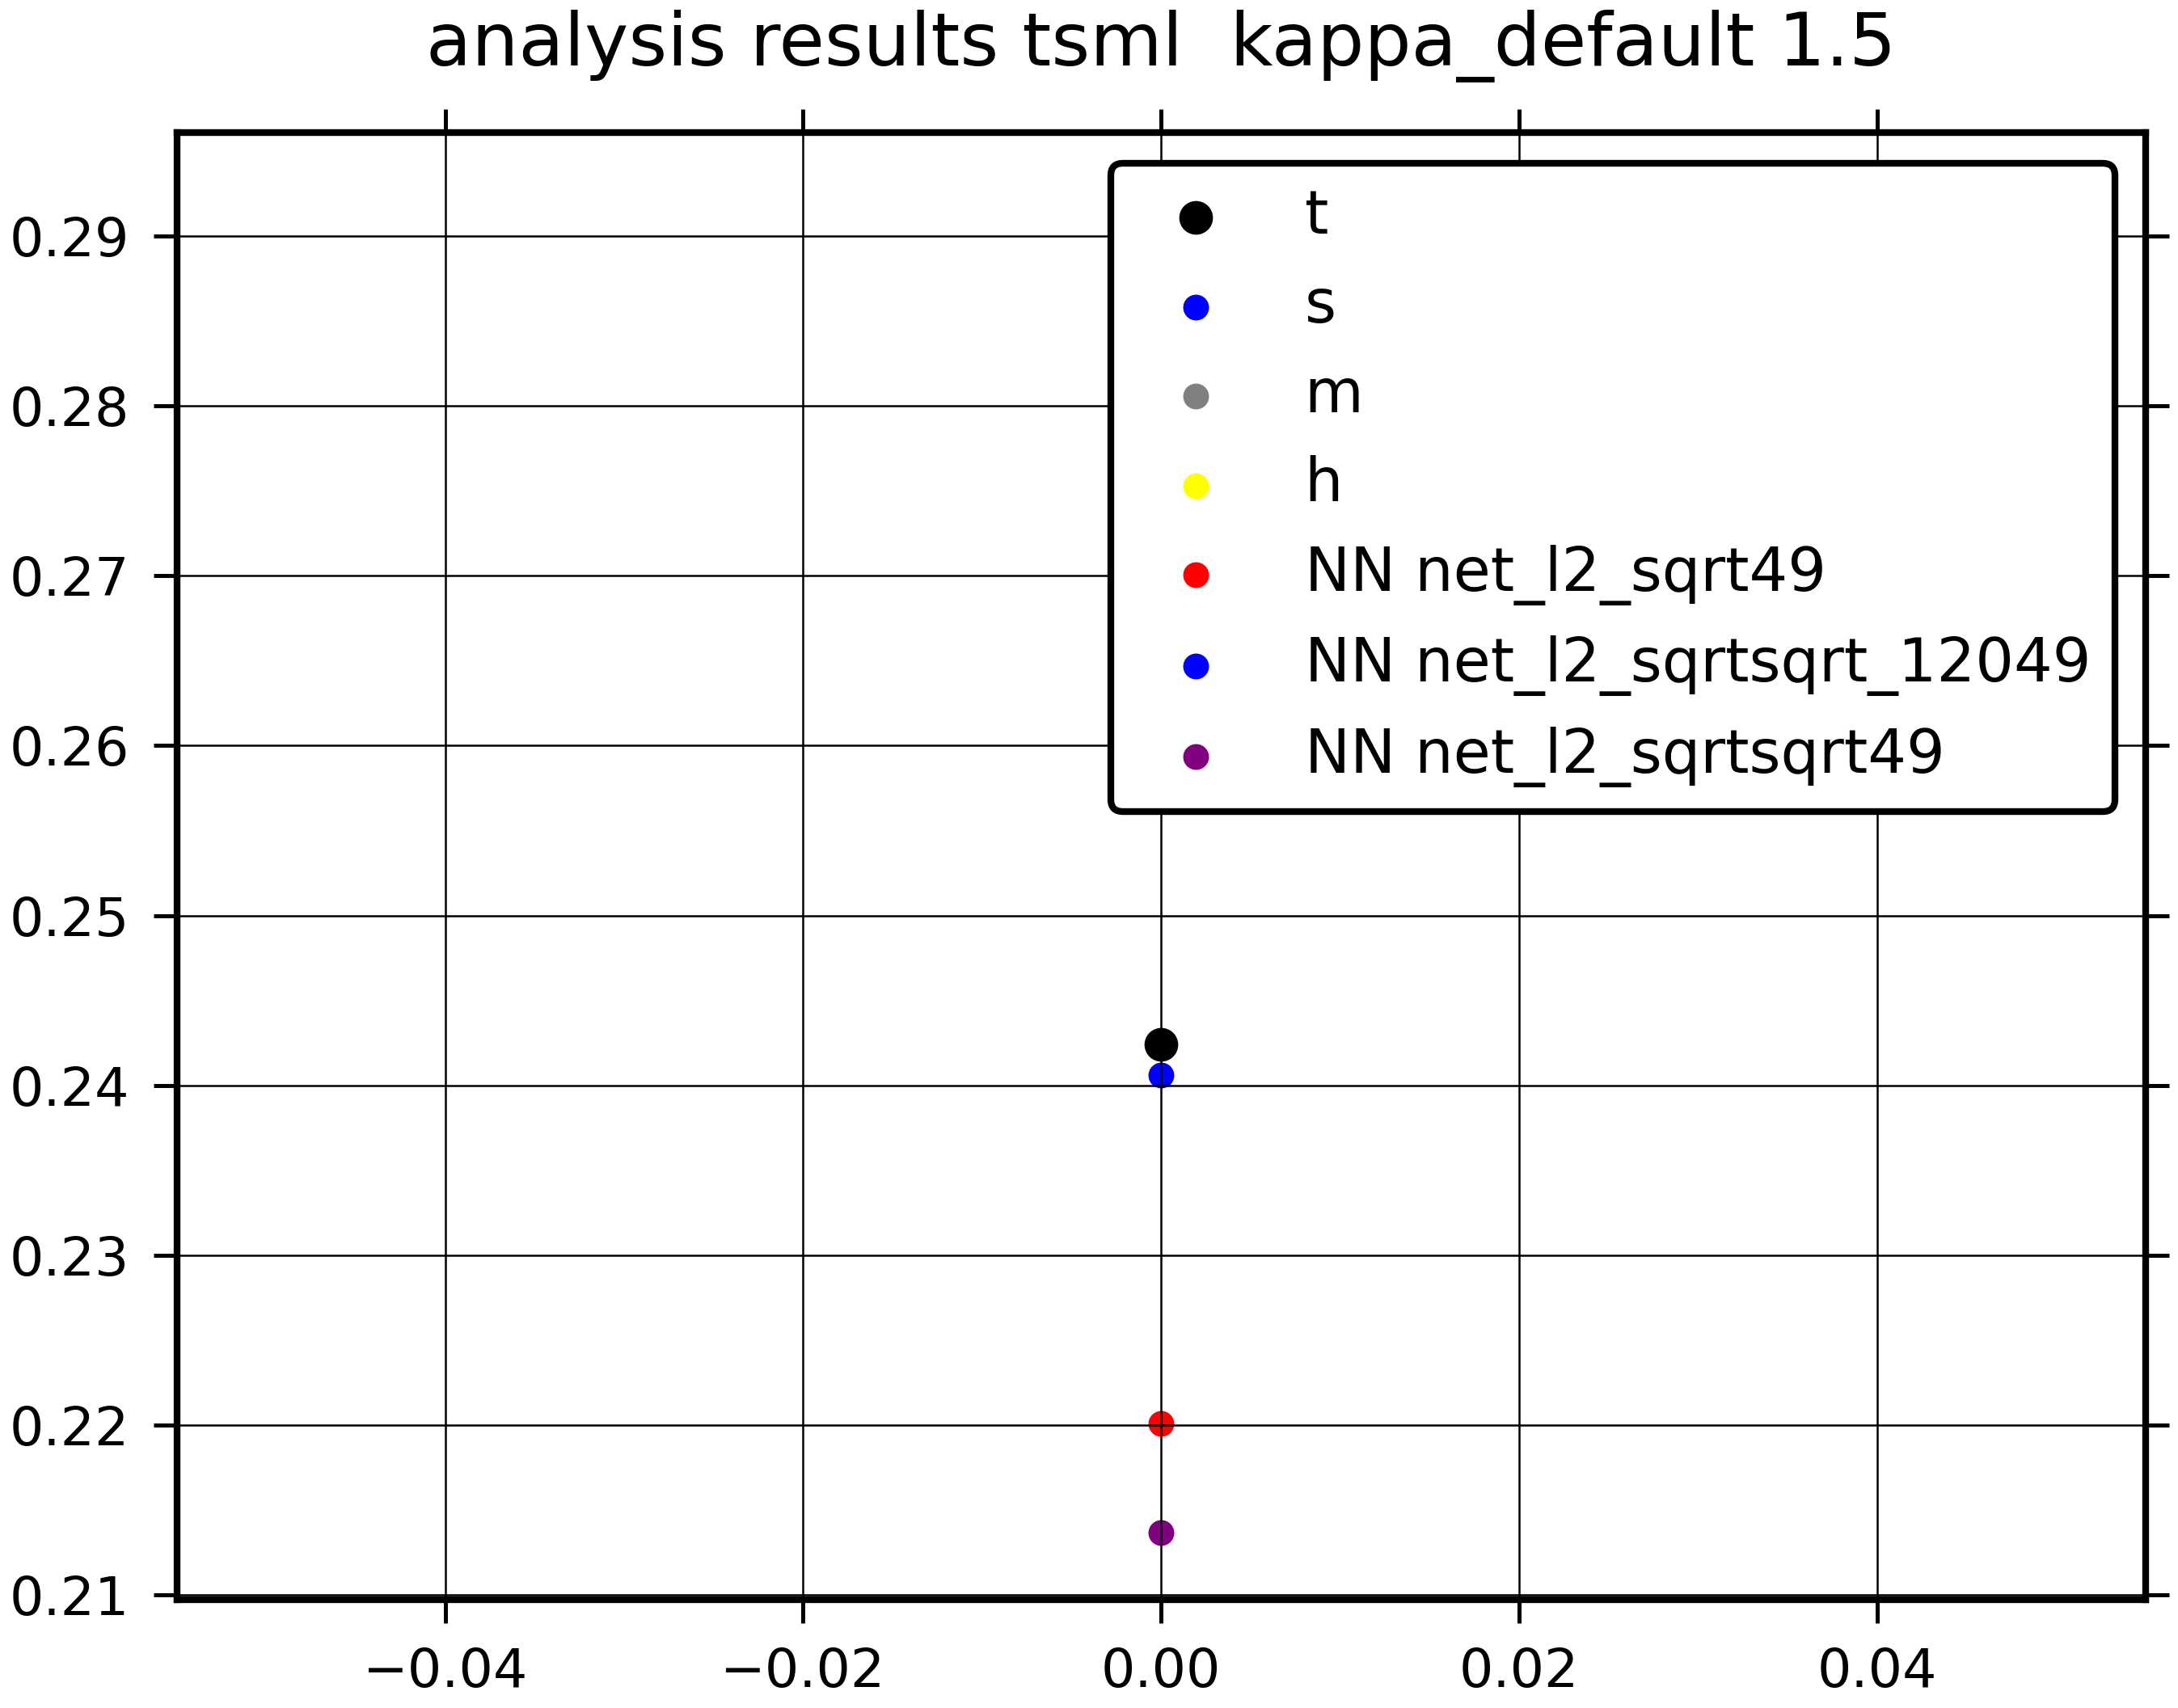 analysis results tsml  kappa_default 1.5
t
s
m
h
NN net_l2_sqrt49
NN net_l2_sqrtsqrt_12049
NN net_l2_sqrtsqrt49
0.29
0.28
0.27
0.26
0.25
0.24
0.23
0.22
0.21
−0.04
−0.02
0.00
0.02
0.04